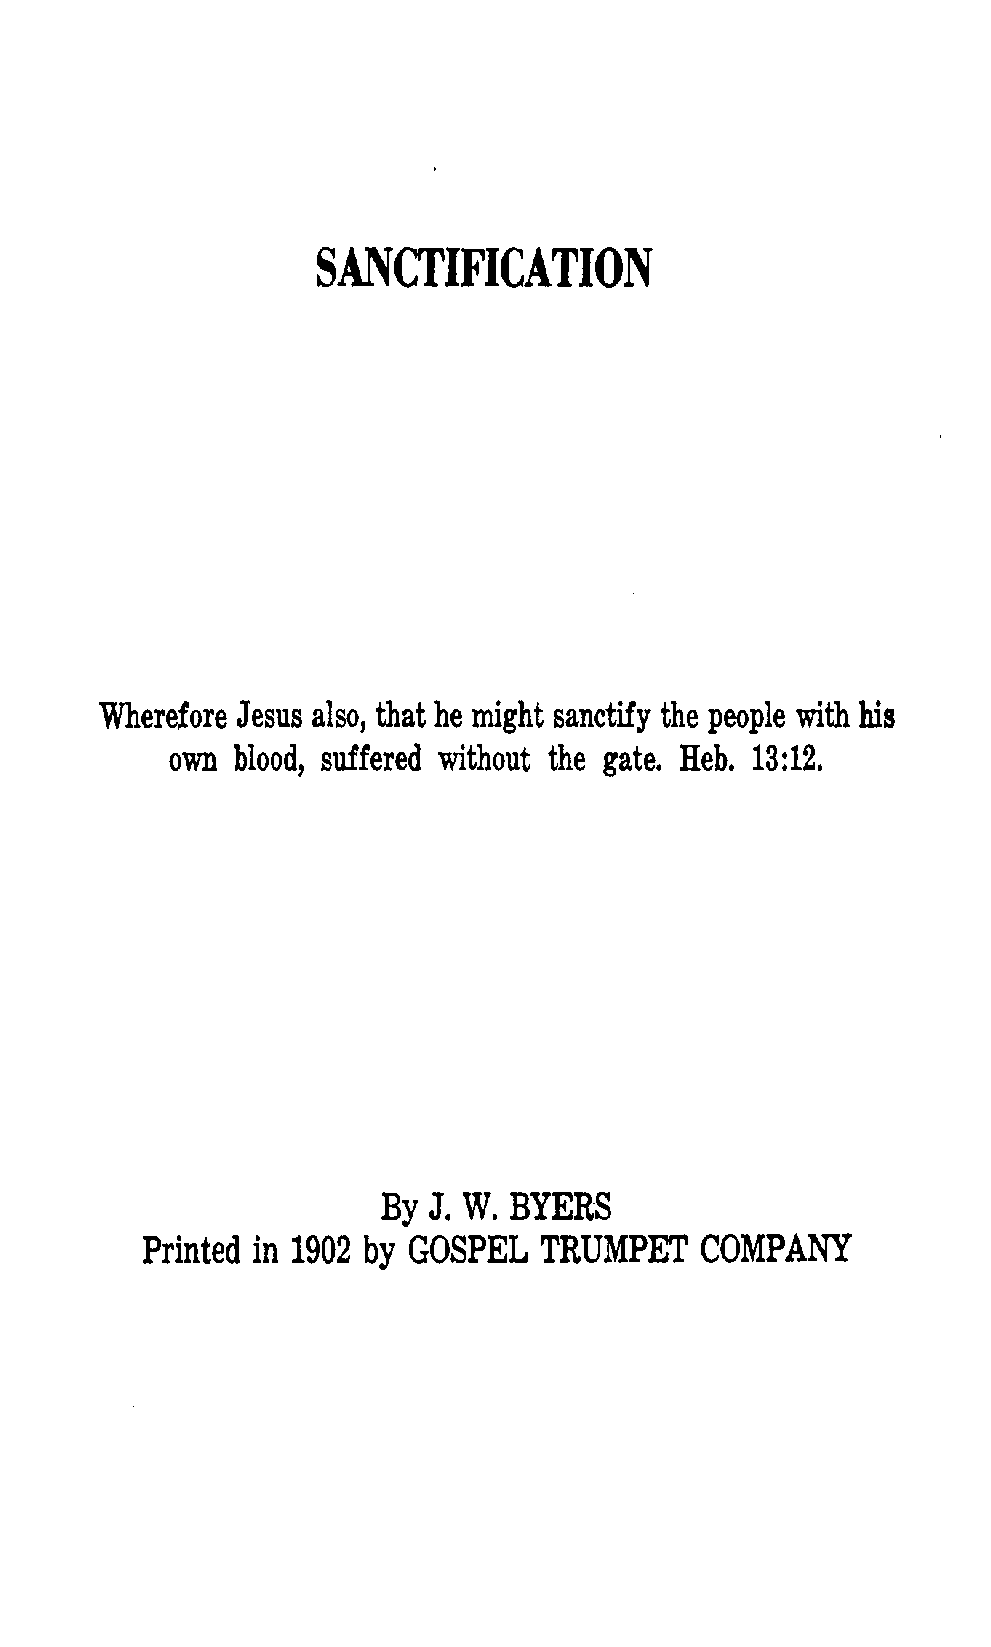 SANCTIFICATION
Wherefore Jesus also, that he might sanctify the people with his
own blood, suffered without the gate. Heb. 13:12.
By J. W. BYERS
Printed in 1902 by GOSPEL TRUMPET COMPANY